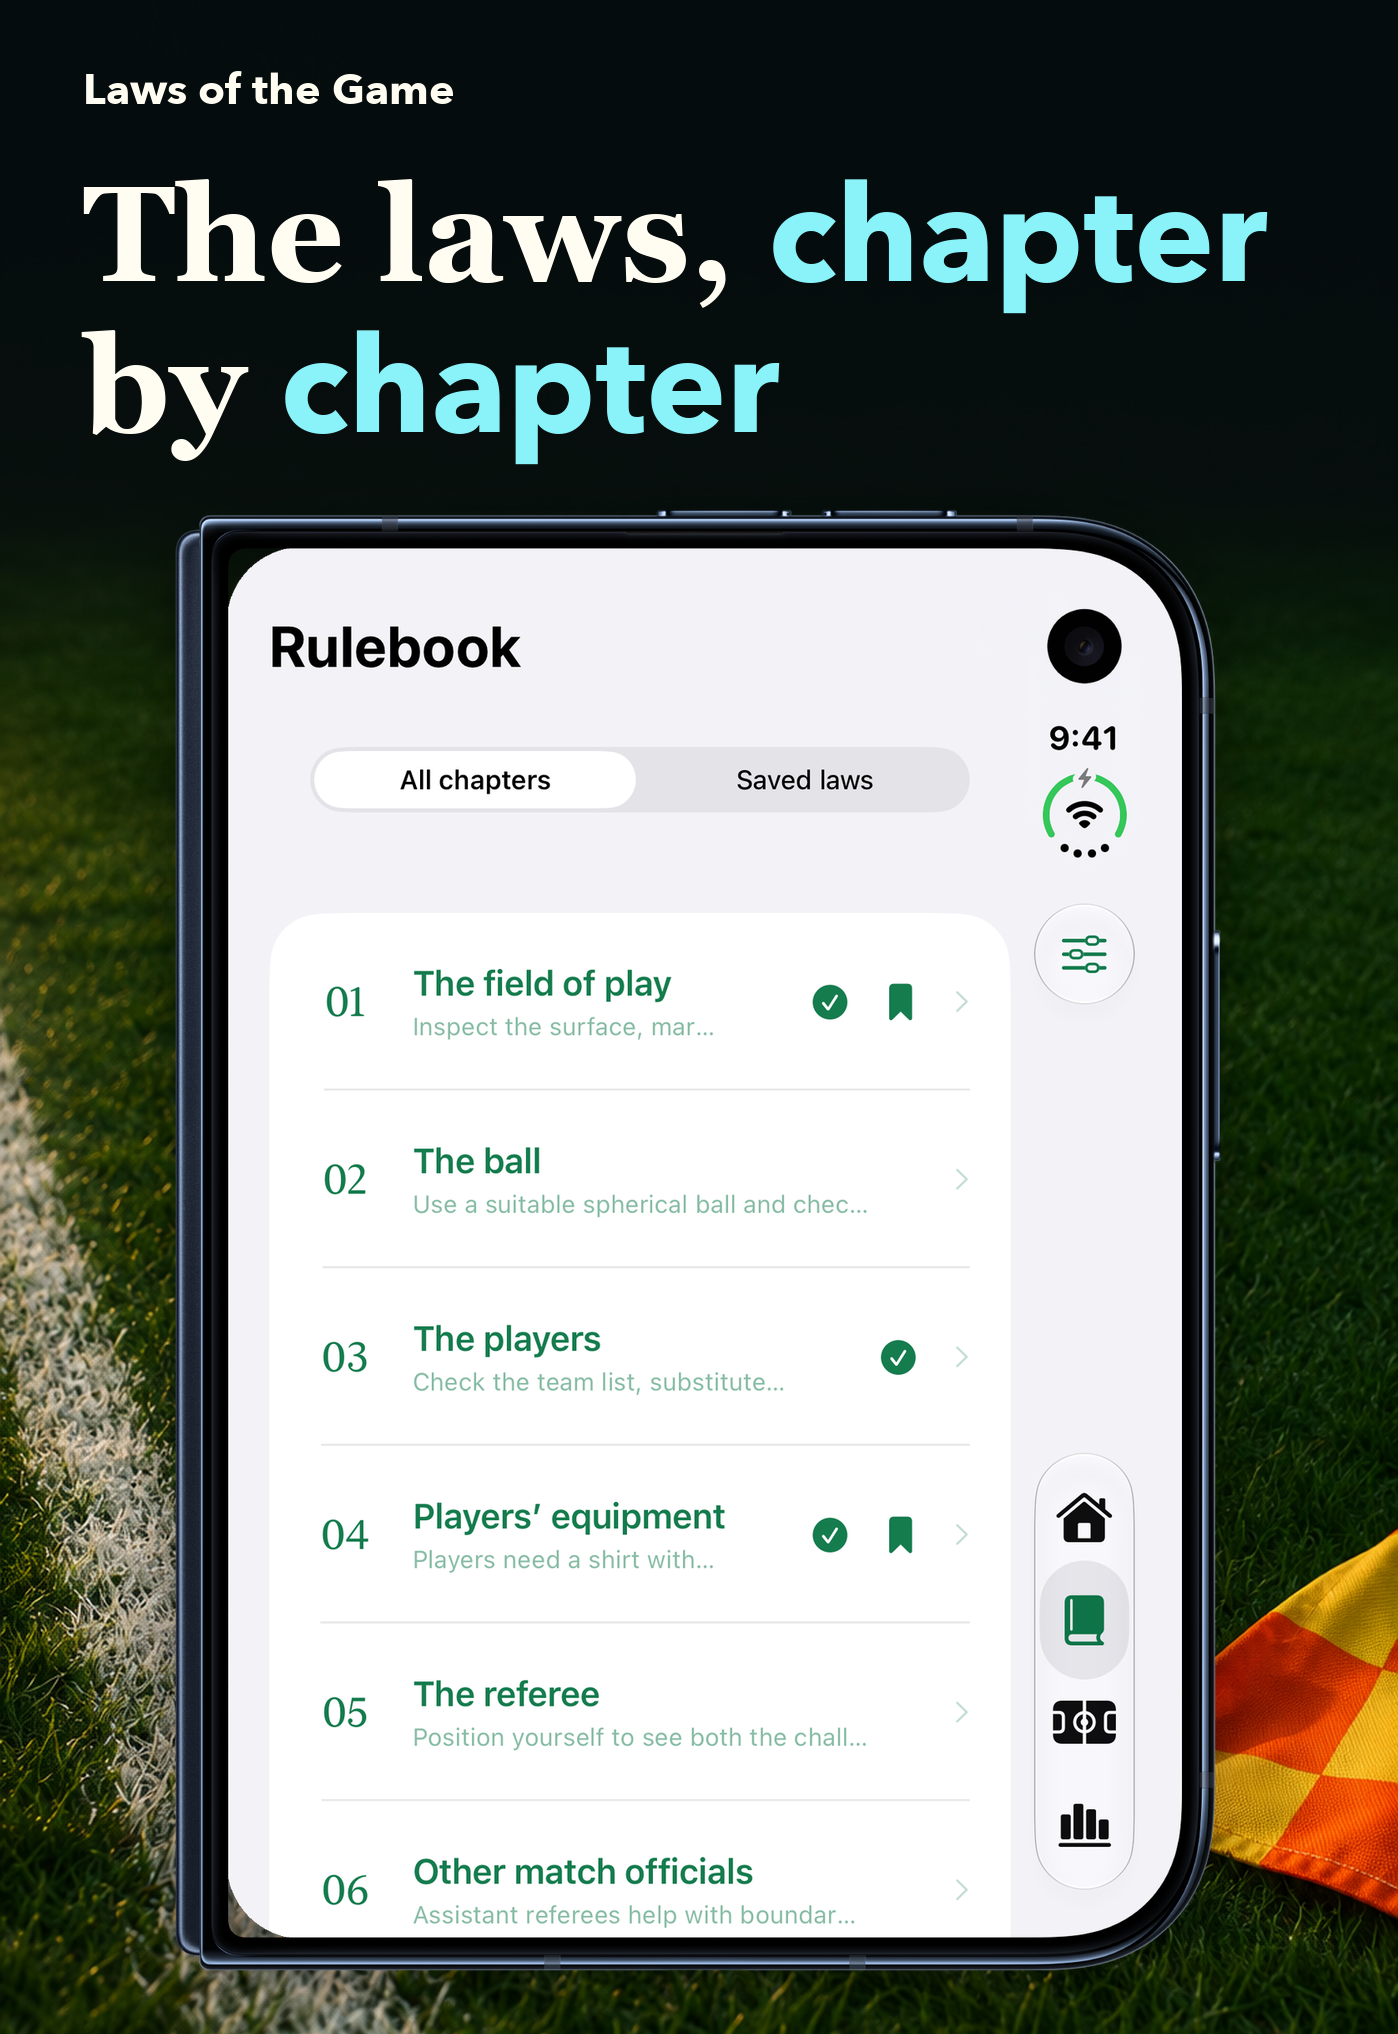 Laws of the Game
The laws, chapter
by chapter
Rulebook
9:41
All chapters
Saved laws
01
The field of play
Inspect the surface, mar...
02
The ball
Use a suitable spherical ball and chec...
03
The players
Check the team list, substitute...
04
Players’ equipment
Players need a shirt with...
05
The referee
Position yourself to see both the chall...
06
Other match officials
Assistant referees help with boundar...